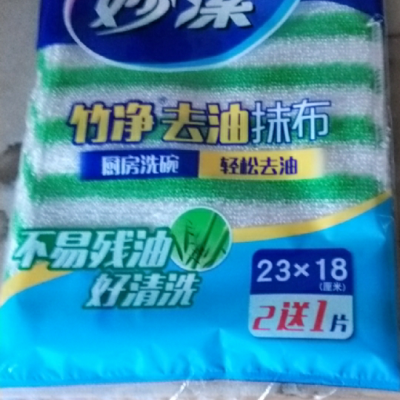 妙潔
竹净®去油抹布
厨房洗碗 轻松去油
不易残油
好清洗
23×18
(厘米)
2送1片